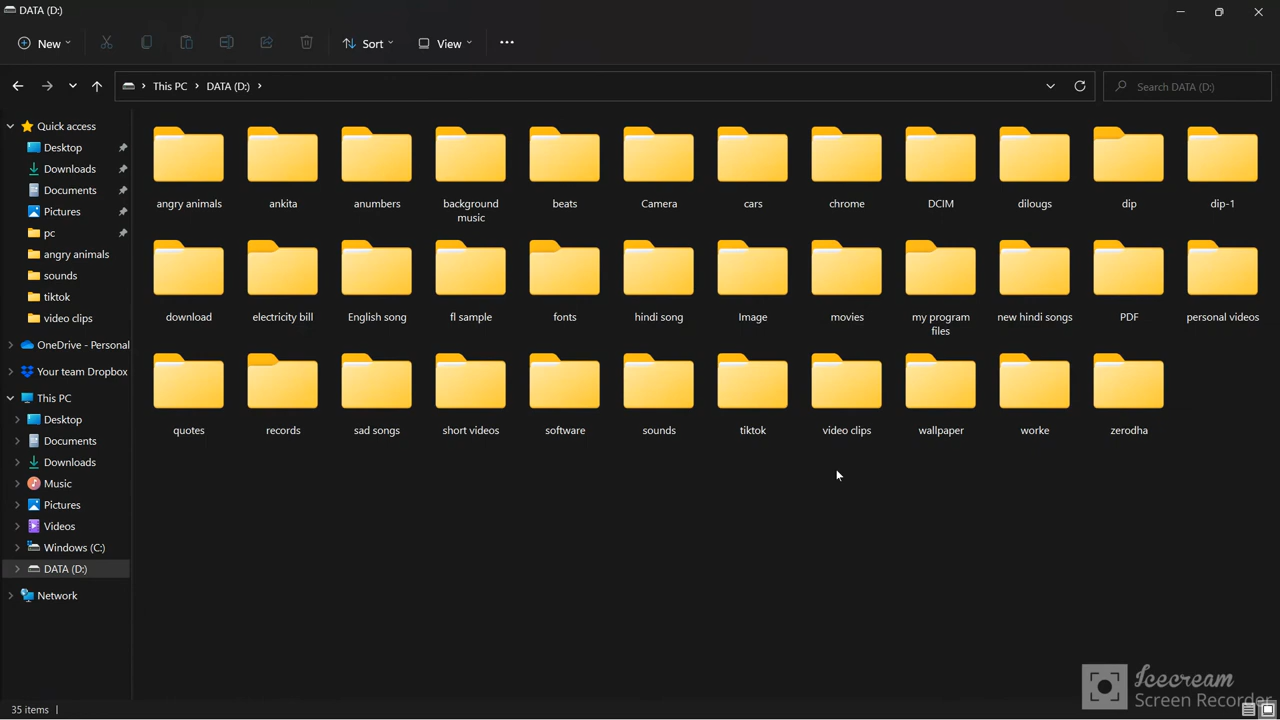 DATA (D:)
New
Sort
View
This PC
DATA (D:)
Search DATA (D:)
Quick access
Desktop
Downloads
Documents
Pictures
pc
angry animals
sounds
tiktok
video clips
OneDrive - Personal
Your team Dropbox
This PC
Desktop
Documents
Downloads
Music
Pictures
Videos
Windows (C:)
DATA (D:)
Network
angry animals
ankita
anumbers
background
music
beats
Camera
cars
chrome
DCIM
dilougs
dip
dip-1
download
electricity bill
English song
fl sample
fonts
hindi song
Image
movies
my program
files
new hindi songs
PDF
personal videos
quotes
records
sad songs
short videos
software
sounds
tiktok
video clips
wallpaper
worke
zerodha
35 items
Icecream
Screen Recorder